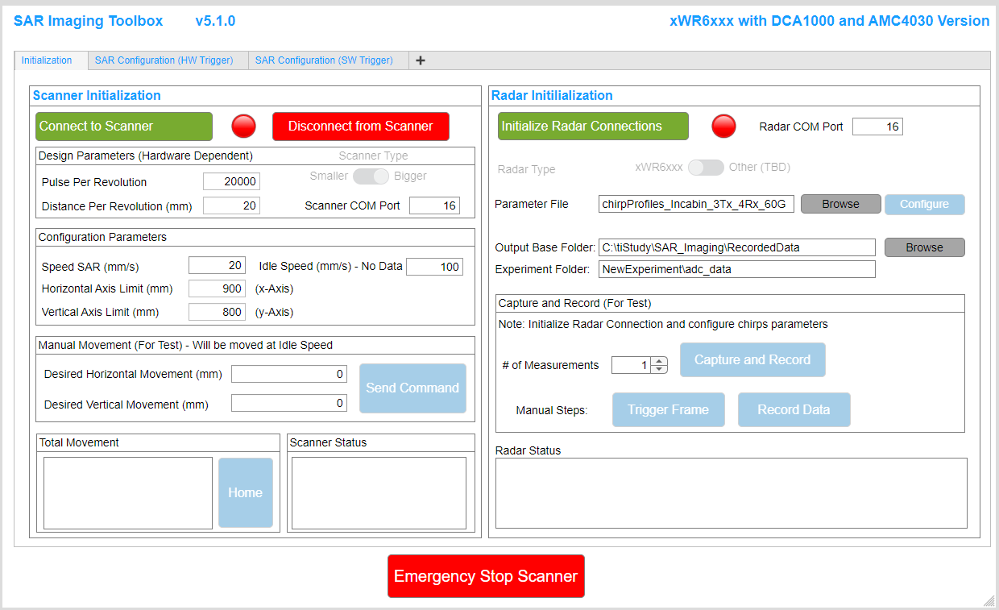 SAR Imaging Toolbox v5.1.0 xWR6xxx with DCA1000 and AMC4030 Version
Initialization SAR Configuration (HW Trigger) SAR Configuration (SW Trigger) +
Scanner Initialization
Connect to Scanner Disconnect from Scanner
Design Parameters (Hardware Dependent) Scanner Type
Pulse Per Revolution 20000 Smaller Bigger
Distance Per Revolution (mm) 20 Scanner COM Port 16
Configuration Parameters
Speed SAR (mm/s) 20 Idle Speed (mm/s) - No Data 100
Horizontal Axis Limit (mm) 900 (x-Axis)
Vertical Axis Limit (mm) 800 (y-Axis)
Manual Movement (For Test) - Will be moved at Idle Speed
Desired Horizontal Movement (mm) 0
Send Command
Desired Vertical Movement (mm) 0
Total Movement
Home
Scanner Status
Radar Initilialization
Initialize Radar Connections Radar COM Port 16
Radar Type xWR6xxx Other (TBD)
Parameter File chirpProfiles_Incabin_3Tx_4Rx_60G Browse Configure
Output Base Folder: C:\tiStudy\SAR_Imaging\RecordedData Browse
Experiment Folder: NewExperiment\adc_data
Capture and Record (For Test)
Note: Initialize Radar Connection and configure chirps parameters
# of Measurements 1 Capture and Record
Manual Steps: Trigger Frame Record Data
Radar Status
Emergency Stop Scanner